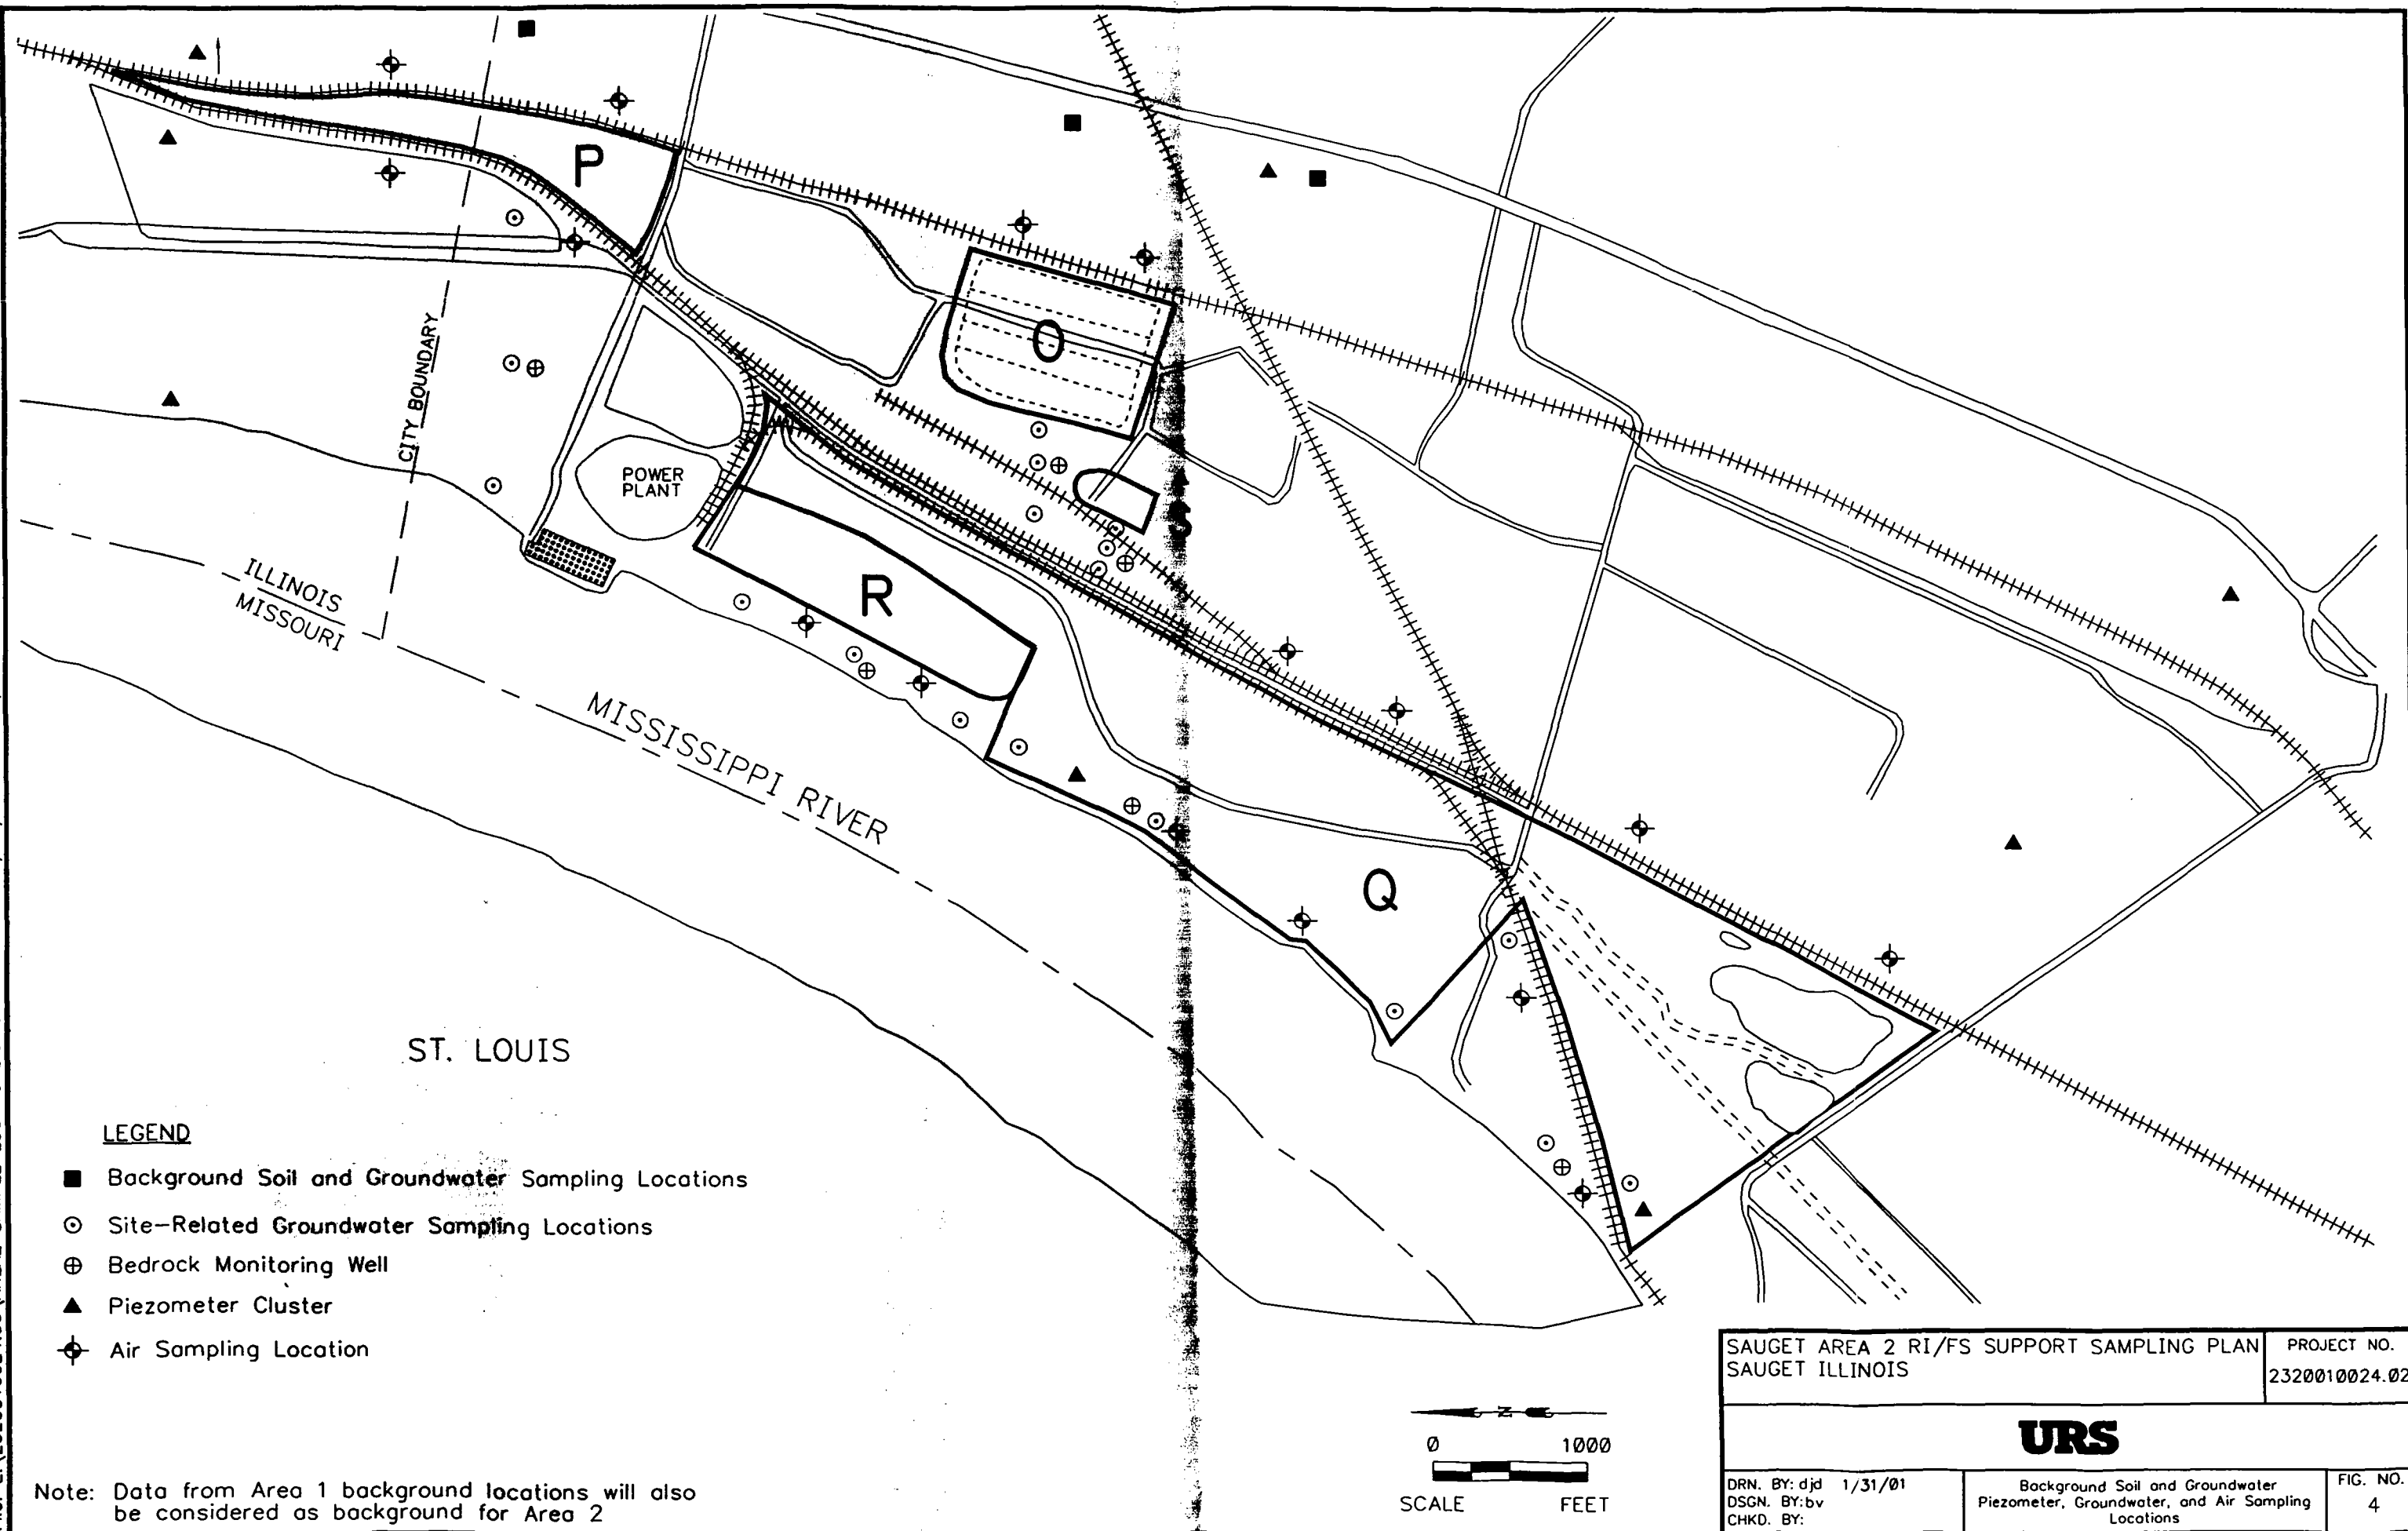 P
O
S
R
Q
CITY BOUNDARY
POWER
PLANT
ILLINOIS
MISSOURI
MISSISSIPPI RIVER
ST. LOUIS
LEGEND
Background Soil and Groundwater Sampling Locations
Site-Related Groundwater Sampling Locations
Bedrock Monitoring Well
Piezometer Cluster
Air Sampling Location
Note: Data from Area 1 background locations will also
be considered as background for Area 2
N
0 1000
SCALE FEET
SAUGET AREA 2 RI/FS SUPPORT SAMPLING PLAN
SAUGET ILLINOIS
PROJECT NO.
2320010024.02
URS
DRN. BY: djd 1/31/01
DSGN. BY: bv
CHKD. BY:
Background Soil and Groundwater
Piezometer, Groundwater, and Air Sampling
Locations
FIG. NO.
4